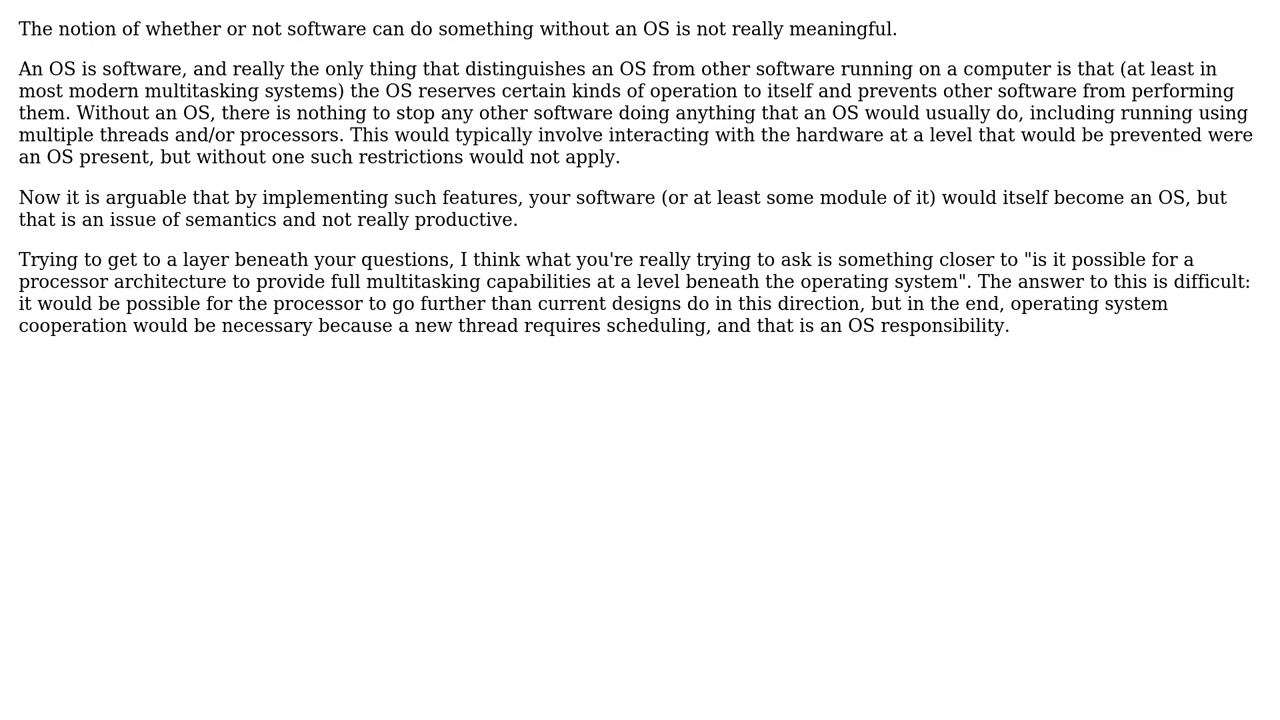 The notion of whether or not software can do something without an OS is not really meaningful.
An OS is software, and really the only thing that distinguishes an OS from other software running on a computer is that (at least in
most modern multitasking systems) the OS reserves certain kinds of operation to itself and prevents other software from performing
them. Without an OS, there is nothing to stop any other software doing anything that an OS would usually do, including running using
multiple threads and/or processors. This would typically involve interacting with the hardware at a level that would be prevented were
an OS present, but without one such restrictions would not apply.
Now it is arguable that by implementing such features, your software (or at least some module of it) would itself become an OS, but
that is an issue of semantics and not really productive.
Trying to get to a layer beneath your questions, I think what you're really trying to ask is something closer to "is it possible for a
processor architecture to provide full multitasking capabilities at a level beneath the operating system". The answer to this is difficult:
it would be possible for the processor to go further than current designs do in this direction, but in the end, operating system
cooperation would be necessary because a new thread requires scheduling, and that is an OS responsibility.